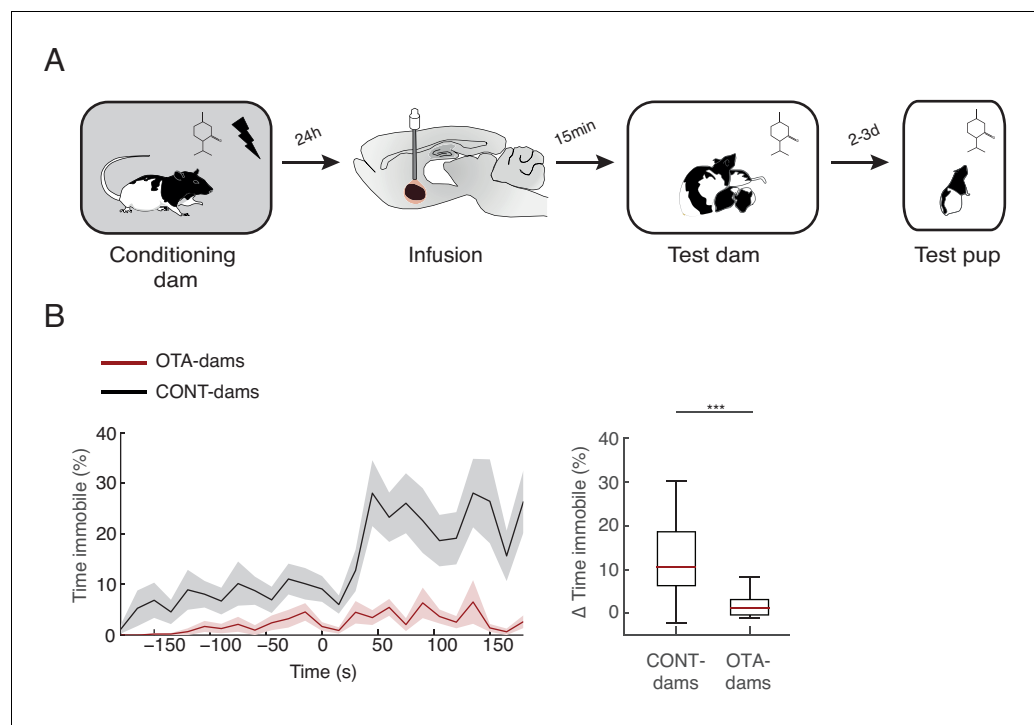 A
24h
15min
2-3d
Conditioning
dam
Infusion
Test dam
Test pup
B
OTA-dams
CONT-dams
Time immobile (%)
40
30
20
10
0
−150
−100
−50
0
50
100
150
Time (s)
***
Δ Time immobile (%)
40
30
20
10
0
CONT-
dams
OTA-
dams